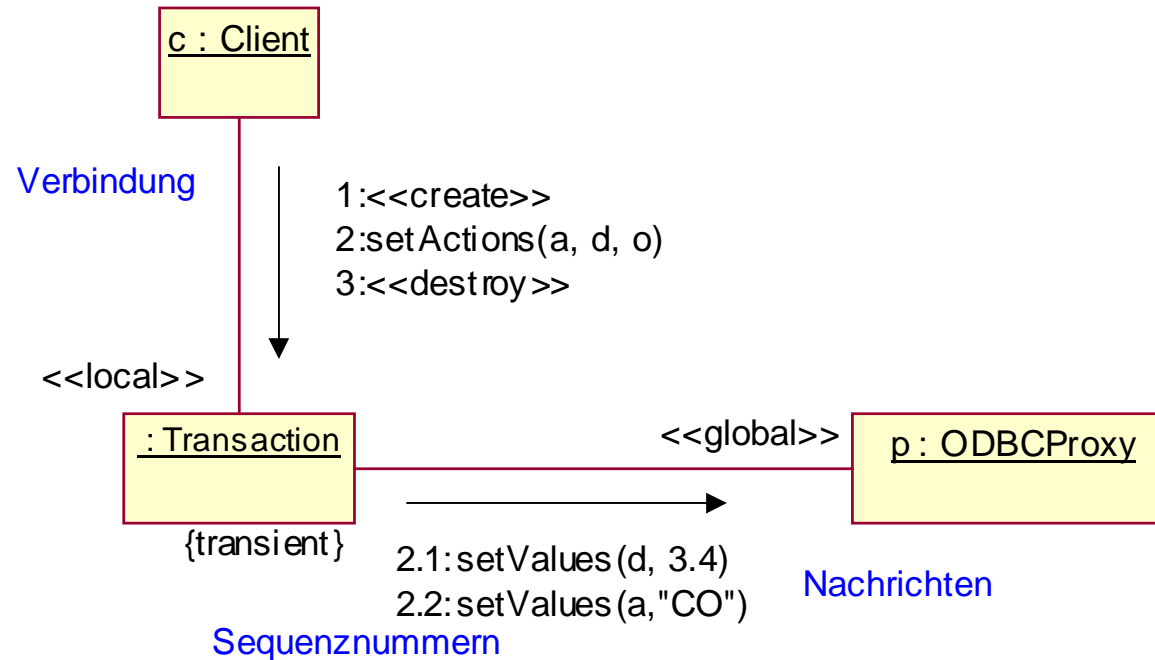 c : Client
Verbindung
1:<<create>>
2:setActions(a, d, o)
3:<<destroy>>
<<local>>
: Transaction
<<global>>
p : ODBCProxy
{transient}
2.1:setValues(d, 3.4)
2.2:setValues(a,"CO")
Nachrichten
Sequenznummern